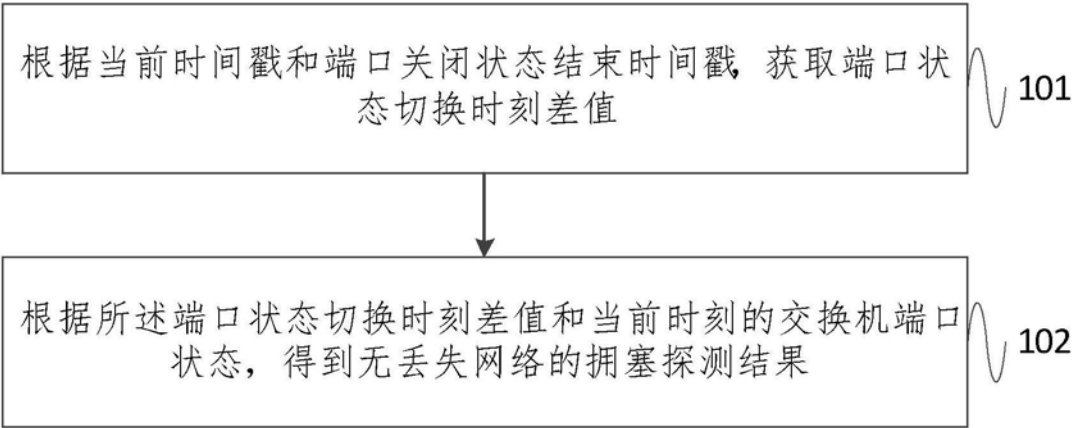 根据当前时间戳和端口关闭状态结束时间戳，获取端口状
态切换时刻差值
101
根据所述端口状态切换时刻差值和当前时刻的交换机端口
状态，得到无丢失网络的拥塞探测结果
102